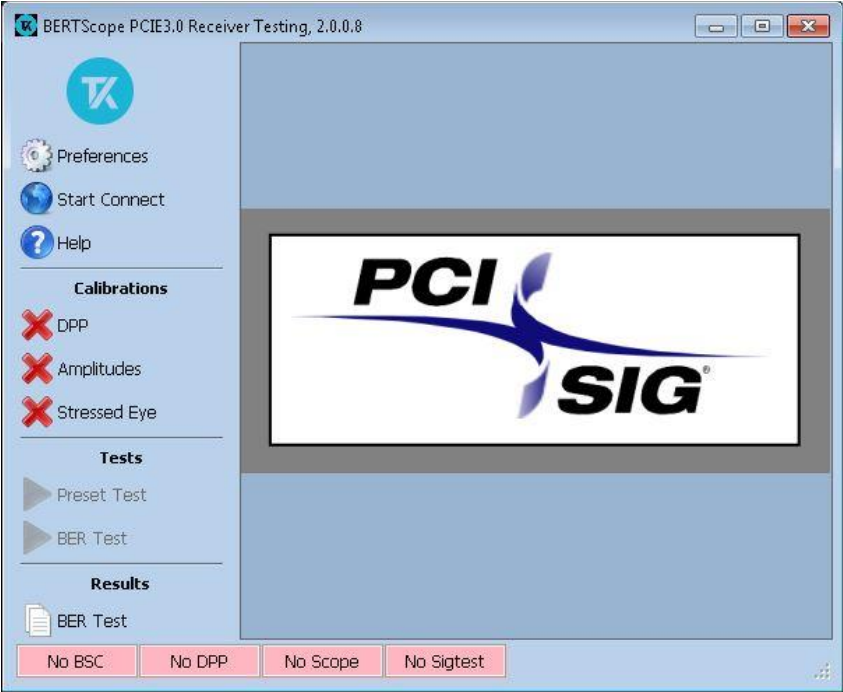 BERTScope PCIE3.0 Receiver Testing, 2.0.0.8
TK
Preferences
Start Connect
Help
Calibrations
DPP
Amplitudes
Stressed Eye
Tests
Preset Test
BER Test
Results
BER Test
PCI
SIG®
No BSC
No DPP
No Scope
No Sigtest